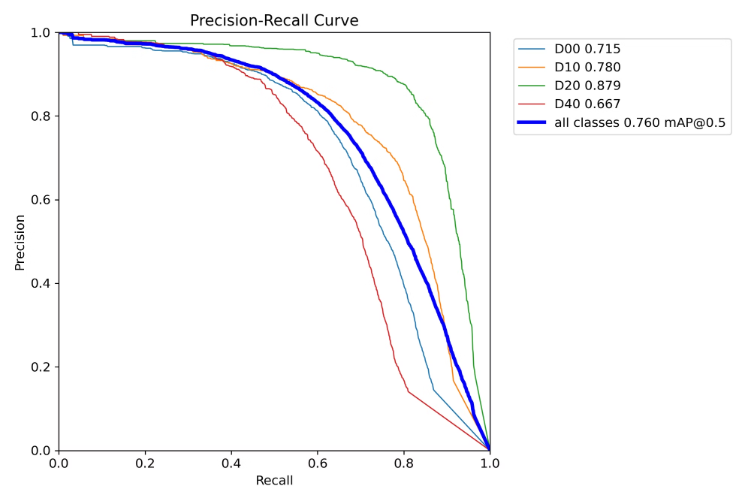 Precision-Recall Curve
1.0
0.8
0.6
0.4
0.2
0.0
Precision
0.0 0.2 0.4 0.6 0.8 1.0
Recall
D00 0.715
D10 0.780
D20 0.879
D40 0.667
all classes 0.760 mAP@0.5